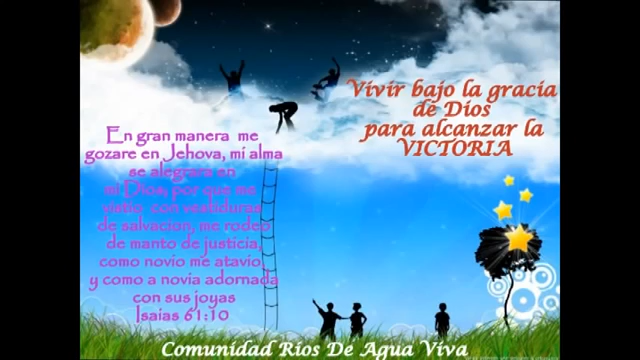 Vivir bajo la gracia
de Dios
para alcanzar la
VICTORIA
En gran manera me
gozare en Jehova, mi alma
se alegrara en
mi Dios; por que me
vistio con vestiduras
de salvacion, me rodeo
de manto de justicia,
como novio me atavio,
y como a novia adornada
con sus joyas
Isaias 61:10
Comunidad Rios De Agua Viva